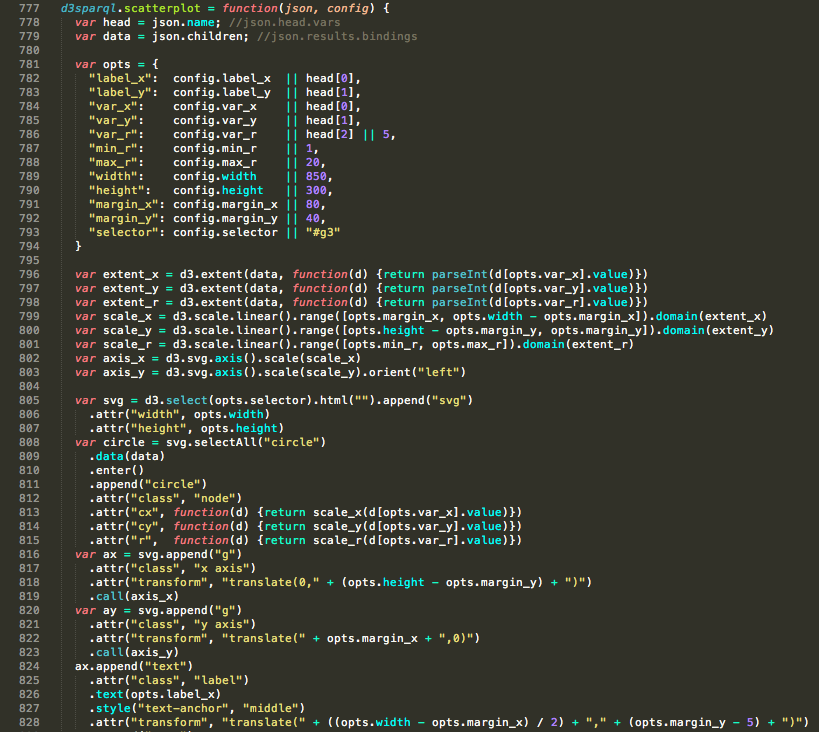 777 d3sparql.scatterplot = function(json, config) {
778   var head = json.name; //json.head.vars
779   var data = json.children; //json.results.bindings
780
781   var opts = {
782     "label_x":  config.label_x  || head[0],
783     "label_y":  config.label_y  || head[1],
784     "var_x":    config.var_x    || head[0],
785     "var_y":    config.var_y    || head[1],
786     "var_r":    config.var_r    || head[2] || 5,
787     "min_r":    config.min_r    || 1,
788     "max_r":    config.max_r    || 20,
789     "width":    config.width    || 850,
790     "height":   config.height   || 300,
791     "margin_x": config.margin_x || 80,
792     "margin_y": config.margin_y || 40,
793     "selector": config.selector || "#g3"
794   }
795
796   var extent_x = d3.extent(data, function(d) {return parseInt(d[opts.var_x].value)})
797   var extent_y = d3.extent(data, function(d) {return parseInt(d[opts.var_y].value)})
798   var extent_r = d3.extent(data, function(d) {return parseInt(d[opts.var_r].value)})
799   var scale_x = d3.scale.linear().range([opts.margin_x, opts.width - opts.margin_x]).domain(extent_x)
800   var scale_y = d3.scale.linear().range([opts.height - opts.margin_y, opts.margin_y]).domain(extent_y)
801   var scale_r = d3.scale.linear().range([opts.min_r, opts.max_r]).domain(extent_r)
802   var axis_x = d3.svg.axis().scale(scale_x)
803   var axis_y = d3.svg.axis().scale(scale_y).orient("left")
804
805   var svg = d3.select(opts.selector).html("").append("svg")
806     .attr("width", opts.width)
807     .attr("height", opts.height)
808   var circle = svg.selectAll("circle")
809     .data(data)
810     .enter()
811     .append("circle")
812     .attr("class", "node")
813     .attr("cx", function(d) {return scale_x(d[opts.var_x].value)})
814     .attr("cy", function(d) {return scale_y(d[opts.var_y].value)})
815     .attr("r",  function(d) {return scale_r(d[opts.var_r].value)})
816   var ax = svg.append("g")
817     .attr("class", "x axis")
818     .attr("transform", "translate(0," + (opts.height - opts.margin_y) + ")")
819     .call(axis_x)
820   var ay = svg.append("g")
821     .attr("class", "y axis")
822     .attr("transform", "translate(" + opts.margin_x + ",0)")
823     .call(axis_y)
824   ax.append("text")
825     .attr("class", "label")
826     .text(opts.label_x)
827     .style("text-anchor", "middle")
828     .attr("transform", "translate(" + ((opts.width - opts.margin_x) / 2) + "," + (opts.margin_y - 5) + ")")